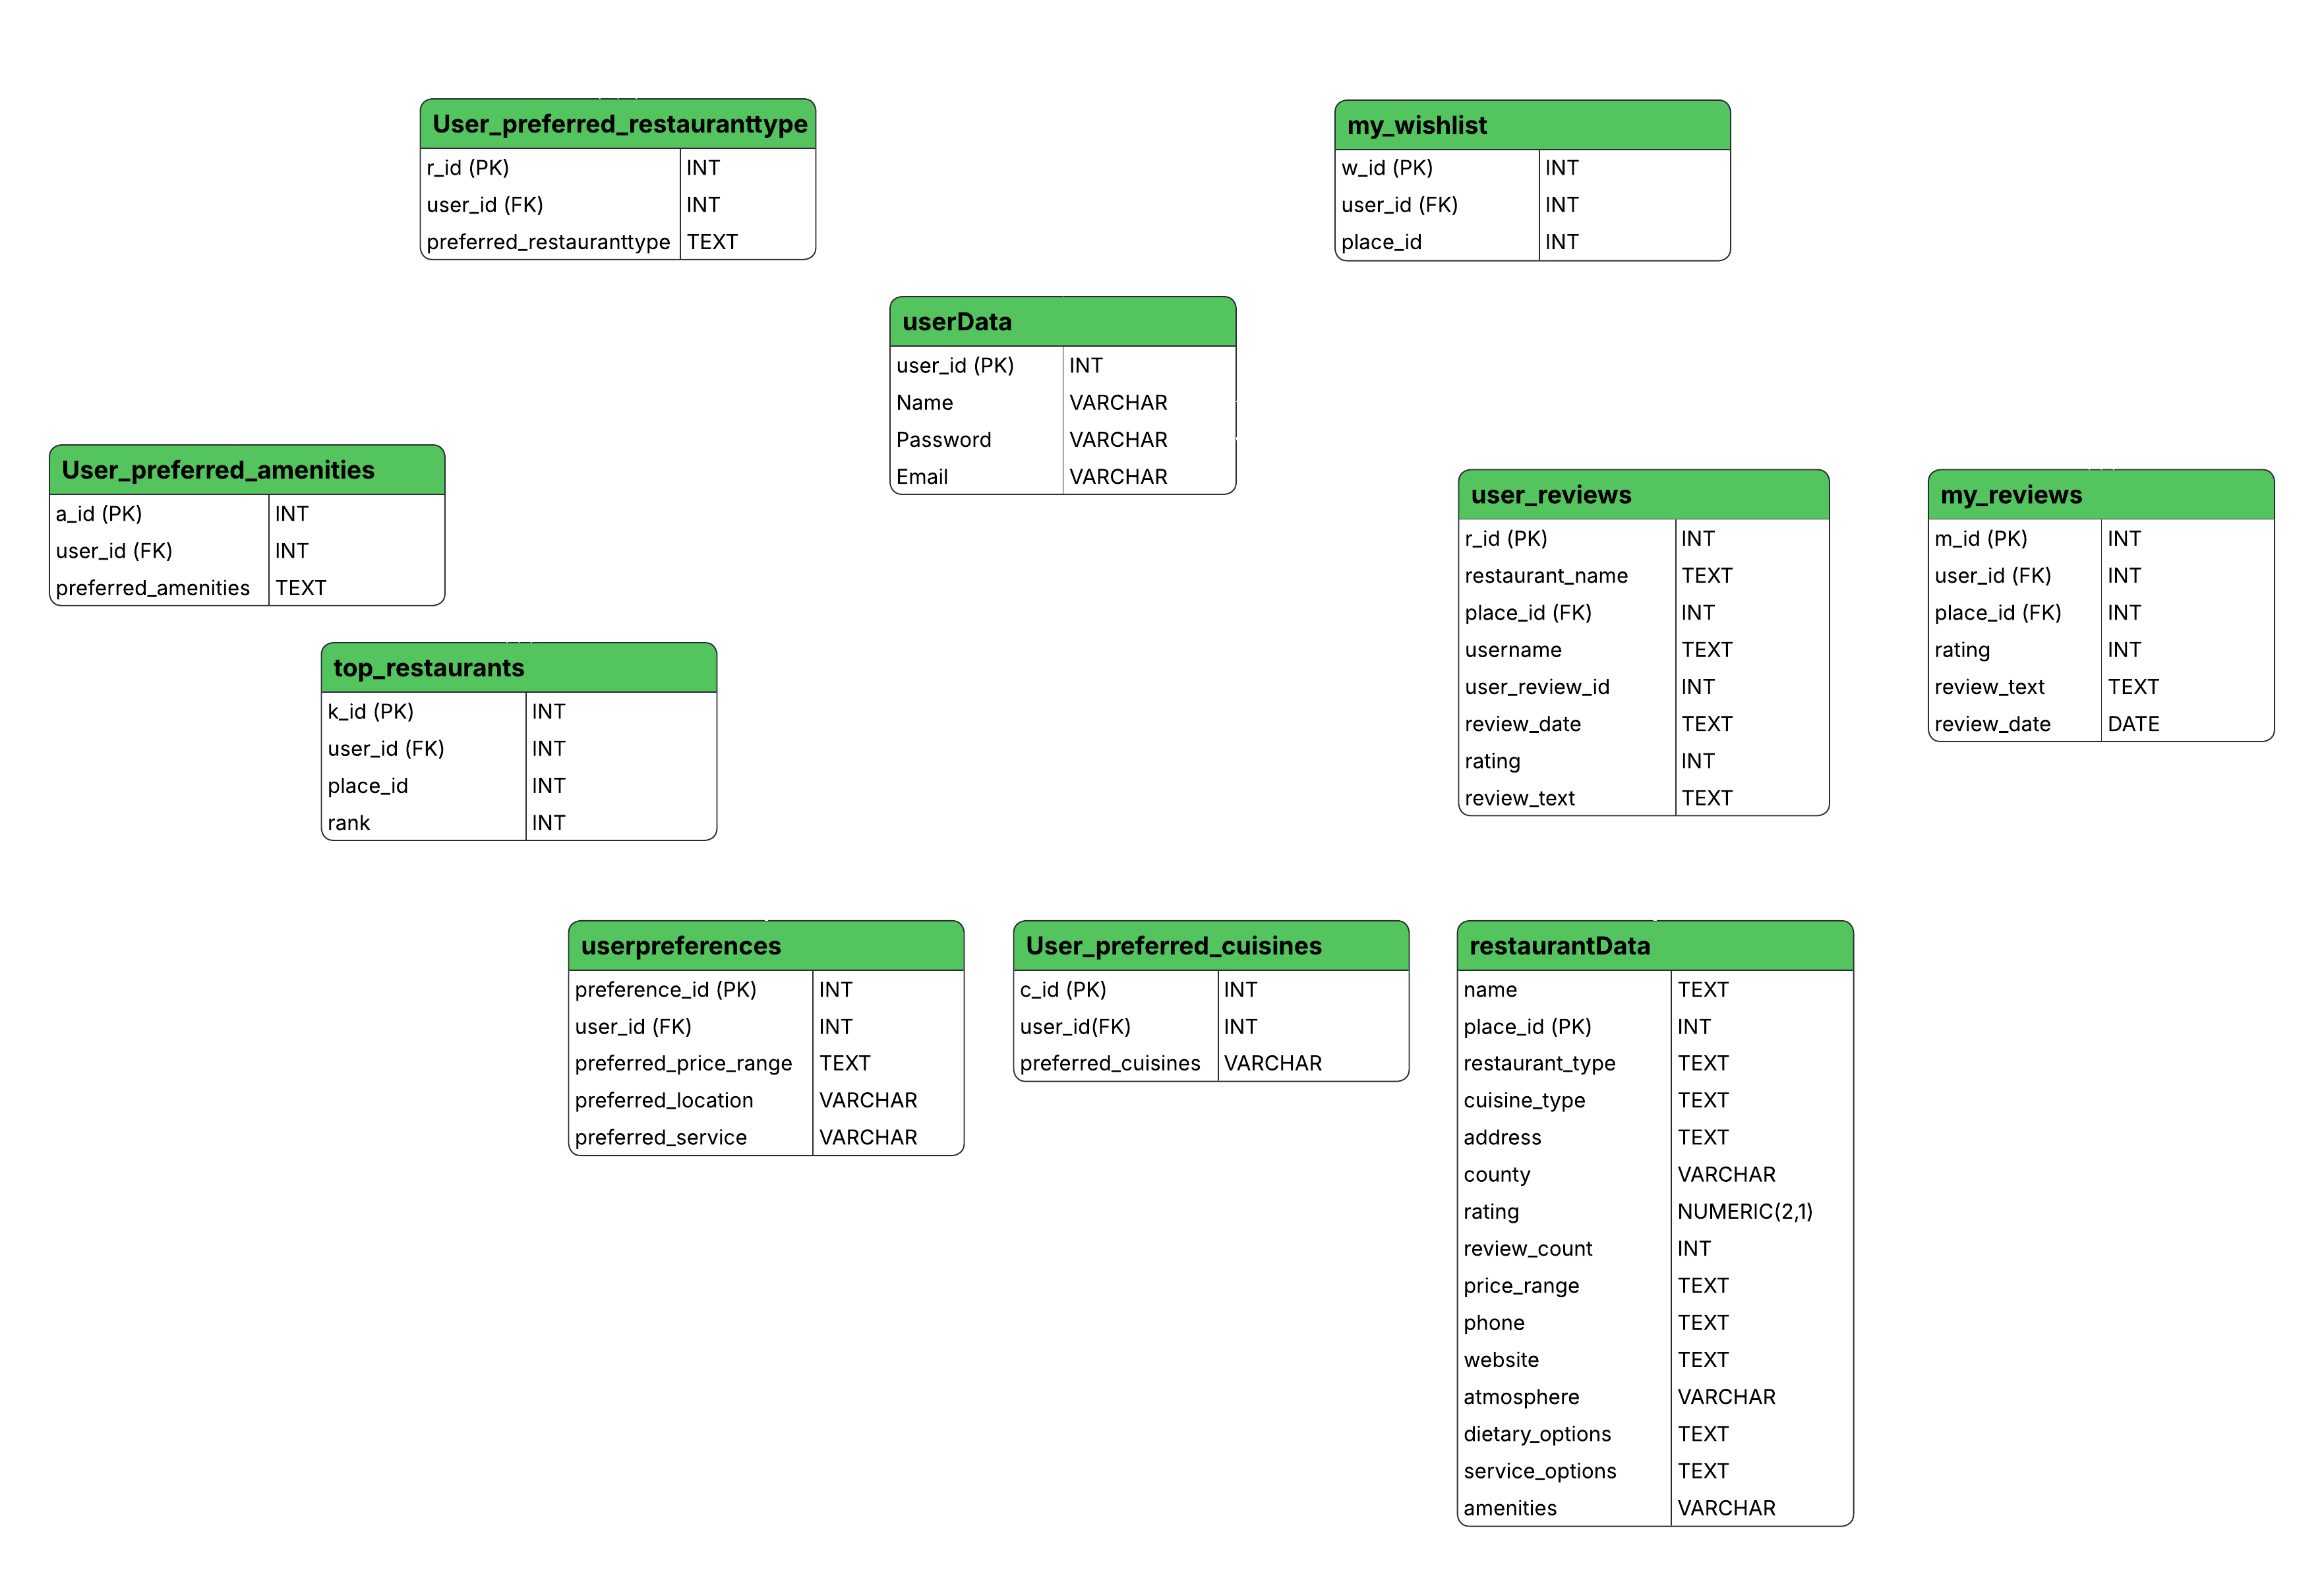 User_preferred_restauranttype
r_id (PK) INT
user_id (FK) INT
preferred_restauranttype TEXT
my_wishlist
w_id (PK) INT
user_id (FK) INT
place_id INT
userData
user_id (PK) INT
Name VARCHAR
Password VARCHAR
Email VARCHAR
User_preferred_amenities
a_id (PK) INT
user_id (FK) INT
preferred_amenities TEXT
user_reviews
r_id (PK) INT
restaurant_name TEXT
place_id (FK) INT
username TEXT
user_review_id INT
review_date TEXT
rating INT
review_text TEXT
my_reviews
m_id (PK) INT
user_id (FK) INT
place_id (FK) INT
rating INT
review_text TEXT
review_date DATE
top_restaurants
k_id (PK) INT
user_id (FK) INT
place_id INT
rank INT
userpreferences
preference_id (PK) INT
user_id (FK) INT
preferred_price_range TEXT
preferred_location VARCHAR
preferred_service VARCHAR
User_preferred_cuisines
c_id (PK) INT
user_id(FK) INT
preferred_cuisines VARCHAR
restaurantData
name TEXT
place_id (PK) INT
restaurant_type TEXT
cuisine_type TEXT
address TEXT
county VARCHAR
rating NUMERIC(2,1)
review_count INT
price_range TEXT
phone TEXT
website TEXT
atmosphere VARCHAR
dietary_options TEXT
service_options TEXT
amenities VARCHAR